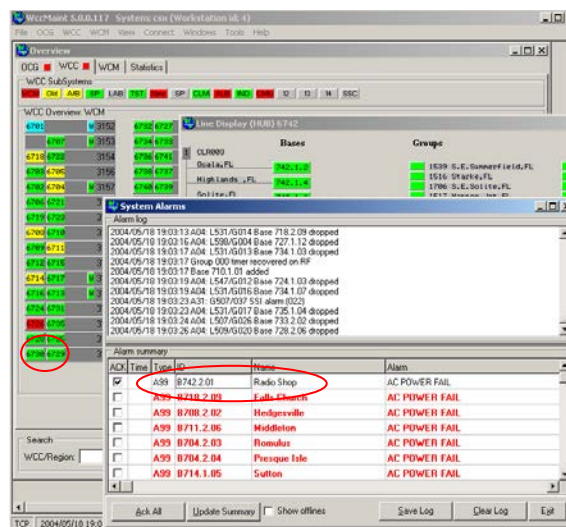 WccMaint 5.0.0.117 System: csx (Workstation id: 4)
File OCG WCC WCM View Connect Windows Tools Help
Overview
OCG WCC WCM Statistics
WCC SubSystems
Old A/B SP LAB TST SP CLM IND 12 13 14 SSC
WCC Overview: WCM
6701 W 3152 6732 6727
6707 W 3153 6734 6733
6718 6722 3154 6736 6741
6703 6705 3156 6738 6737
6702 6704 W 3157 6740 6739
6706 6721
6719 6723
6700 6710
6709 6711
6712 6715
6714 6717 W
6716 6713 W
6724 6731
6735
6730 6729
Line Display (HUB) 6742
Bases Groups
1 CLR003
Ocala,FL 742.1.2 1539 S.E.Summerfield,FL
Highlands ,FL 742.1.4 1516 Starke,FL
1706 S.E.Solite,FL
Solite,FL
System Alarms
Alarm log
2004/05/18 19:03:13 A04: L531/G014 Base 718.2.09 dropped
2004/05/18 19:03:16 A04: L598/G004 Base 727.1.12 dropped
2004/05/18 19:03:17 A04: L531/G013 Base 734.1.03 dropped
2004/05/18 19:03:17 Group 000 timer recovered on RF
2004/05/18 19:03:17 Base 710.1.01 added
2004/05/18 19:03:19 A04: L547/G012 Base 724.1.03 dropped
2004/05/18 19:03:19 A04: L531/G016 Base 734.1.07 dropped
2004/05/18 19:03:23 A31: G507/037 SSI alarm (022)
2004/05/18 19:03:23 A04: L531/G017 Base 735.1.04 dropped
2004/05/18 19:03:24 A04: L507/G026 Base 733.2.02 dropped
2004/05/18 19:03:26 A04: L509/G020 Base 728.2.06 dropped
Alarm summary
ACK Time Type ID Name Alarm
A99 B742.2.01 Radio Shop AC POWER FAIL
A99 B718.2.09 Falls Church AC POWER FAIL
A99 B708.2.02 Hedgesville AC POWER FAIL
A99 B711.2.06 Middleton AC POWER FAIL
A99 B704.2.03 Romulus AC POWER FAIL
A99 B704.2.04 Presque Isle AC POWER FAIL
A99 B714.1.05 Sutton AC POWER FAIL
Search
WCC/Region:
Ack All Update Summary Show offlines Save Log Clear Log Exit
TCP 2004/05/18 19:0